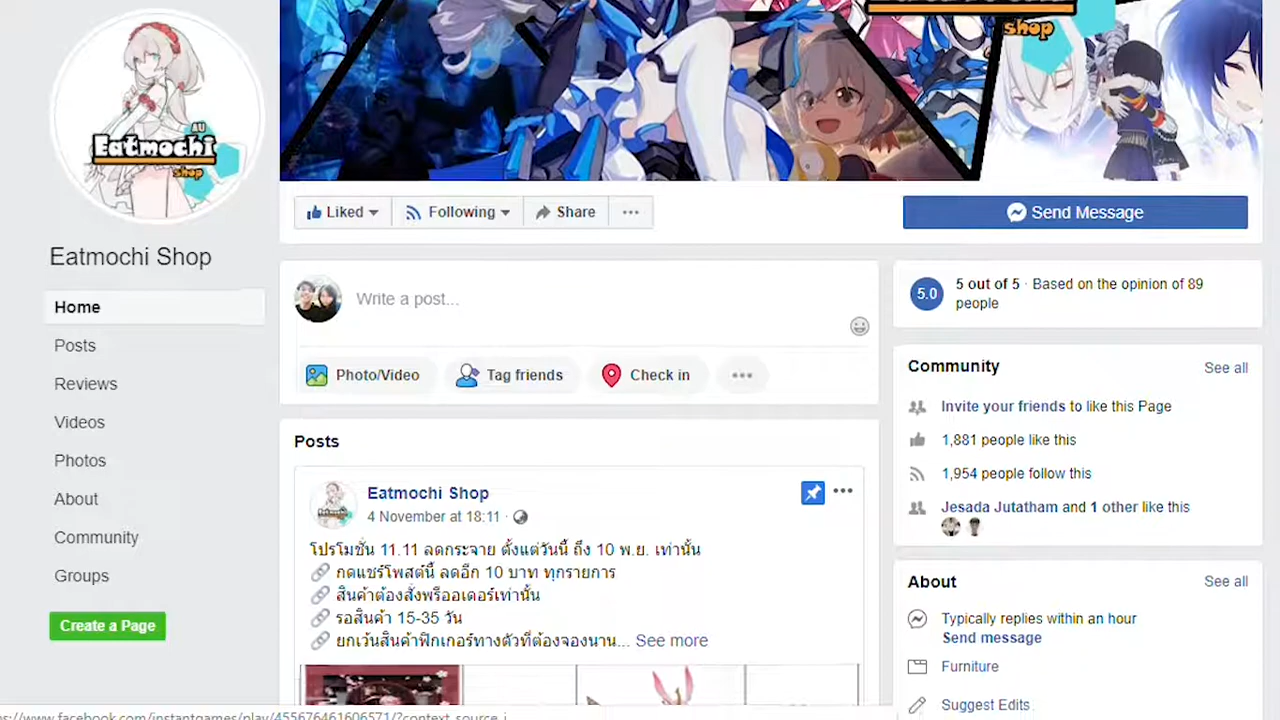 shop
AU
Eatmochi
shop
Eatmochi Shop
Home
Posts
Reviews
Videos
Photos
About
Community
Groups
Create a Page
Liked
Following
Share
Send Message
Write a post...
Photo/Video
Tag friends
Check in
Posts
Eatmochi Shop
4 November at 18:11 ·
โปรโมชั่น 11.11 ลดกระจาย ตั้งแต่วันนี้ ถึง 10 พ.ย. เท่านั้น
กดแชร์โพสต์นี้ ลดอีก 10 บาท ทุกรายการ
สินค้าต้องสั่งพรีออเดอร์เท่านั้น
รอสินค้า 15-35 วัน
ยกเว้นสินค้าฟิกเกอร์ทางตัวที่ต้องจองนาน... See more
5.0
5 out of 5 · Based on the opinion of 89
people
Community
See all
Invite your friends to like this Page
1,881 people like this
1,954 people follow this
Jesada Jutatham and 1 other like this
About
See all
Typically replies within an hour
Send message
Furniture
Suggest Edits